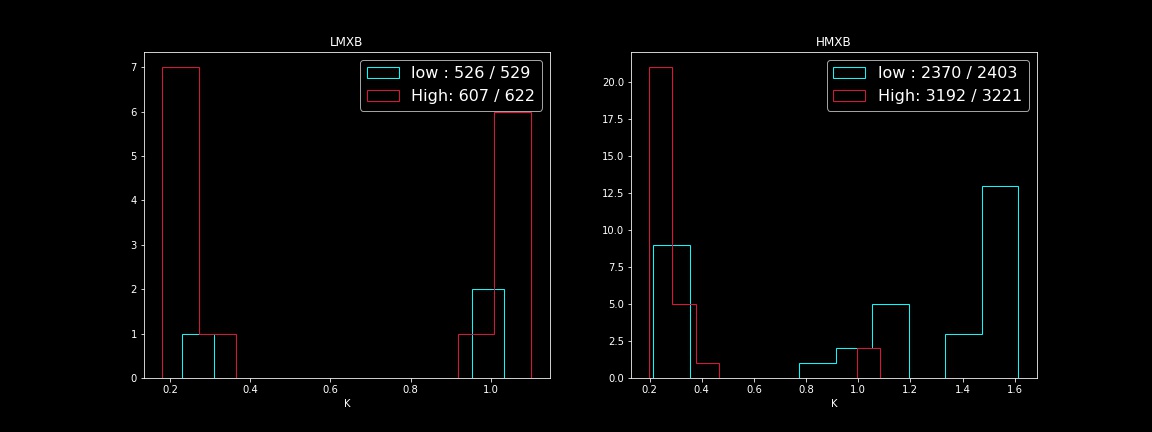 LMXB
low : 526 / 529
High: 607 / 622
7
6
5
4
3
2
1
0
0.2 0.4 0.6 0.8 1.0
K
HMXB
low : 2370 / 2403
High: 3192 / 3221
20.0
17.5
15.0
12.5
10.0
7.5
5.0
2.5
0.0
0.2 0.4 0.6 0.8 1.0 1.2 1.4 1.6
K